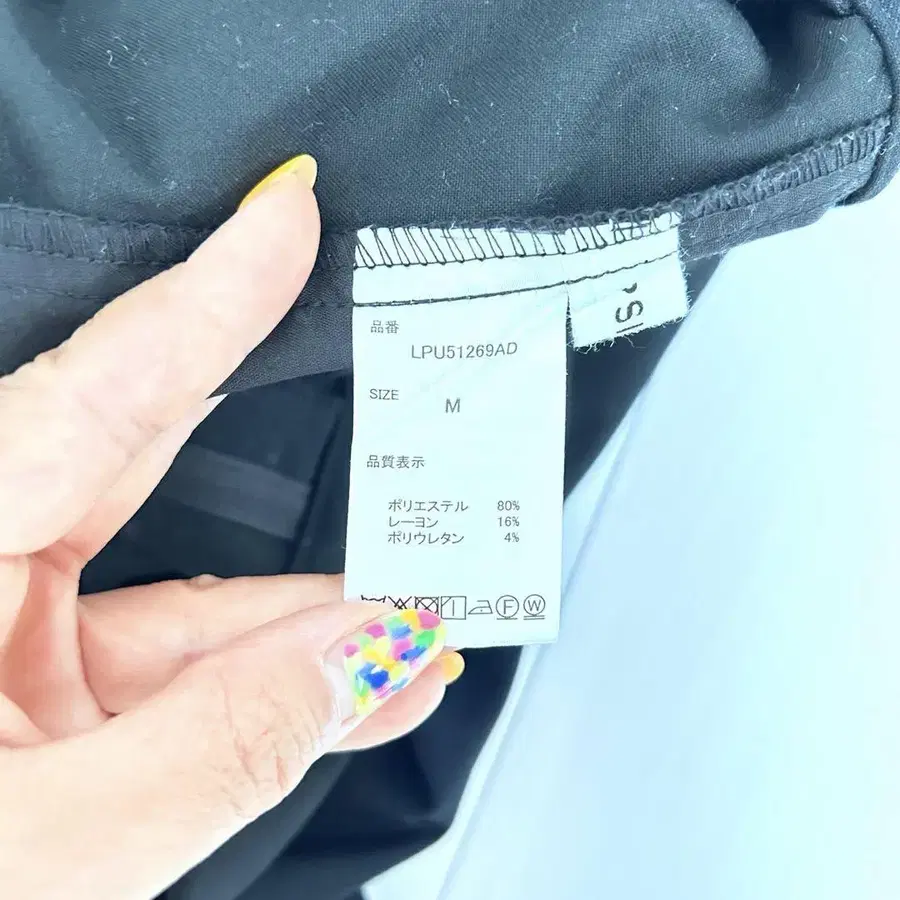 品番
LPU51269AD
SIZE M
品質表示
ポリエステル 80%
レーヨン 16%
ポリウレタン 4%
F W